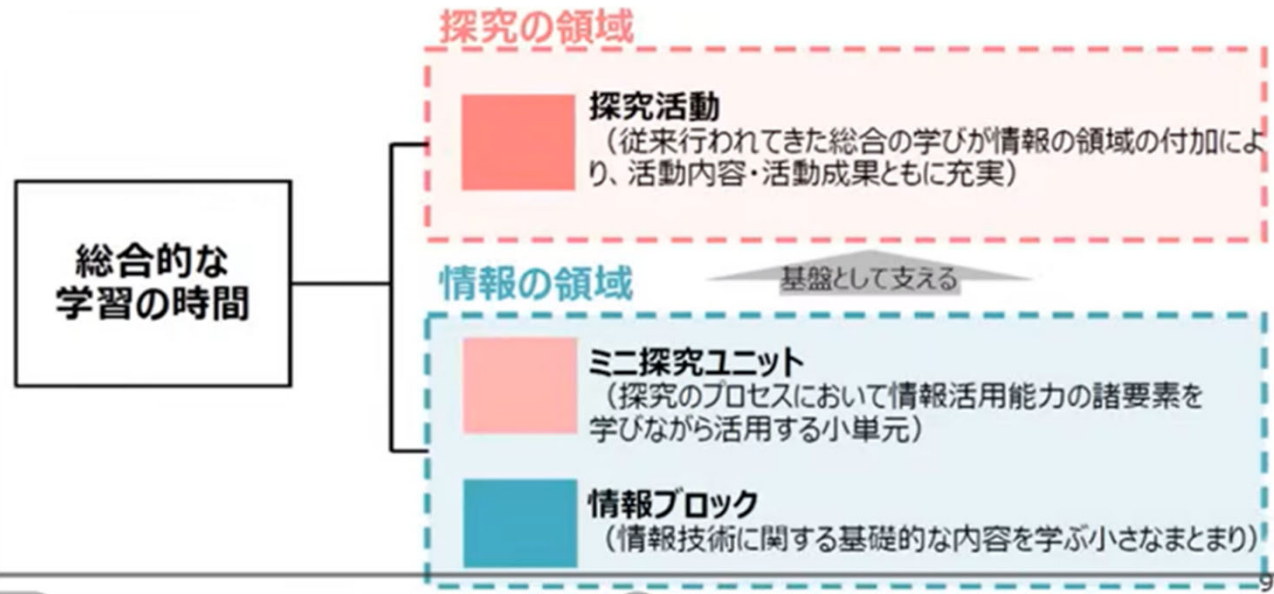 探究の領域
探究活動
（従来行われてきた総合の学びが情報の領域の付加によ
り、活動内容・活動成果ともに充実）
総合的な
学習の時間
基盤として支える
情報の領域
ミニ探究ユニット
（探究のプロセスにおいて情報活用能力の諸要素を
学びながら活用する小単元）
情報ブロック
（情報技術に関する基礎的な内容を学ぶ小さなまとまり）
9